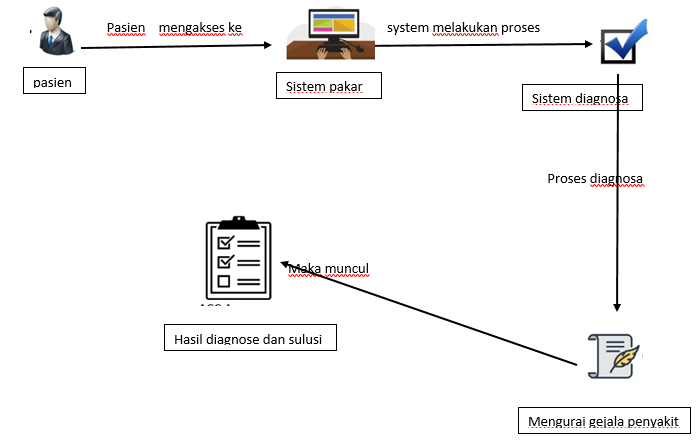 Pasien mengakses ke
system melakukan proses
pasien
Sistem pakar
Sistem diagnosa
Proses diagnosa
Maka muncul
Hasil diagnose dan sulusi
Mengurai gejala penyakit